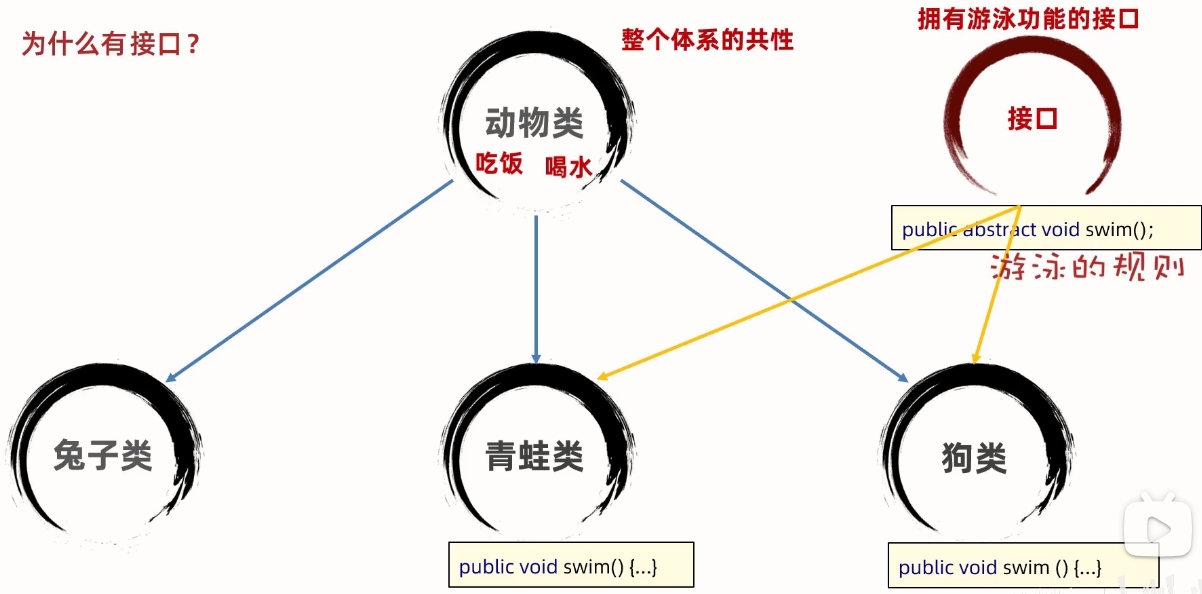 为什么有接口？
整个体系的共性
拥有游泳功能的接口
动物类
吃饭 喝水
接口
public abstract void swim();
游泳的规则
兔子类
青蛙类
狗类
public void swim() {...}
public void swim () {...}